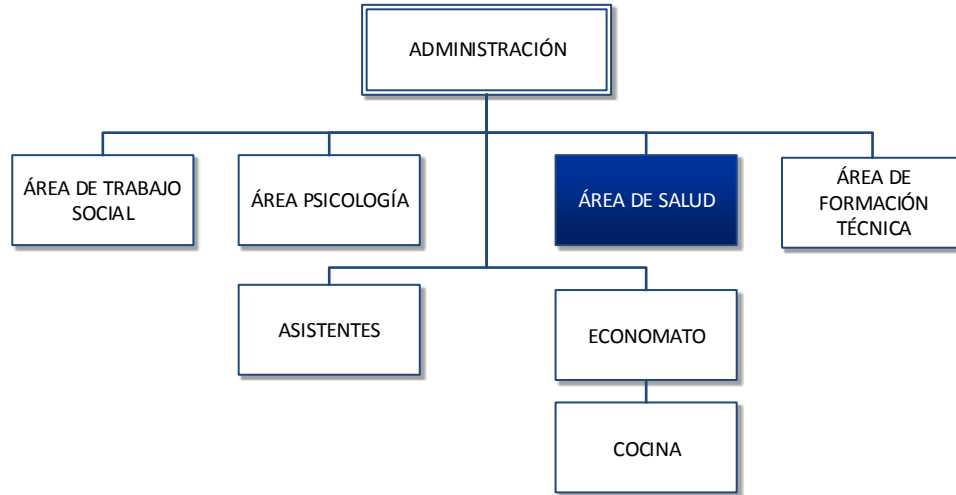 ADMINISTRACIÓN
ÁREA DE TRABAJO
SOCIAL
ÁREA PSICOLOGÍA
ÁREA DE SALUD
ÁREA DE
FORMACIÓN
TÉCNICA
ASISTENTES
ECONOMATO
COCINA